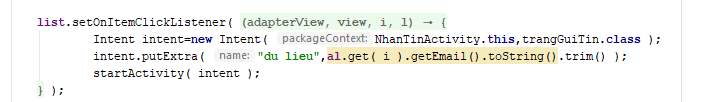 list.setOnItemClickListener( (adapterView, view, i, l) → {
Intent intent=new Intent( packageContext: NhanTinActivity.this,trangGuiTin.class );
intent.putExtra( name: "du lieu",al.get( i ).getEmail().toString().trim() );
startActivity( intent );
} );